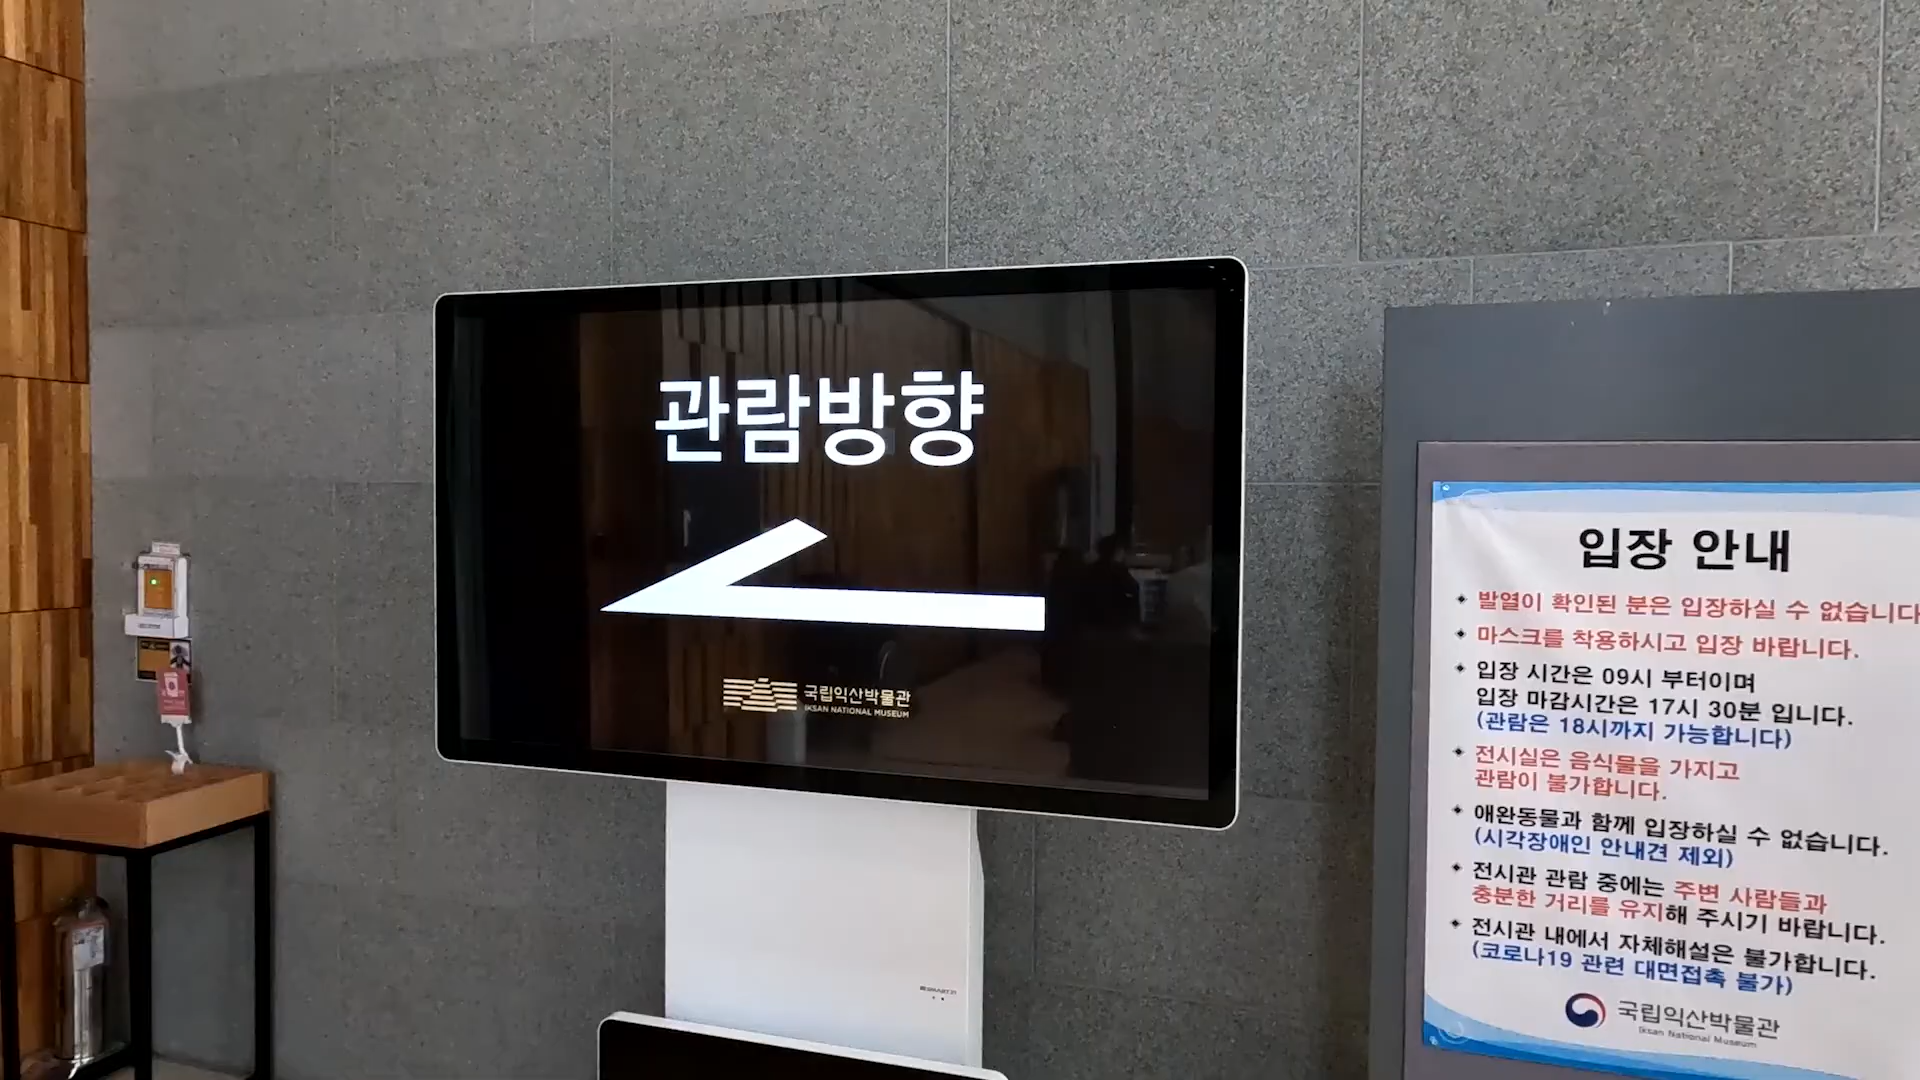 관람방향
국립익산박물관
IKSAN NATIONAL MUSEUM
입장 안내
발열이 확인된 분은 입장하실 수 없습니다
마스크를 착용하시고 입장 바랍니다.
입장 시간은 09시 부터이며
입장 마감시간은 17시 30분 입니다.
(관람은 18시까지 가능합니다)
전시실은 음식물을 가지고
관람이 불가합니다.
애완동물과 함께 입장하실 수 없습니다.
(시각장애인 안내견 제외)
전시관 관람 중에는 주변 사람들과
충분한 거리를 유지해 주시기 바랍니다.
전시관 내에서 자체해설은 불가합니다.
(코로나19 관련 대면접촉 불가)
국립익산박물관
Iksan National Museum